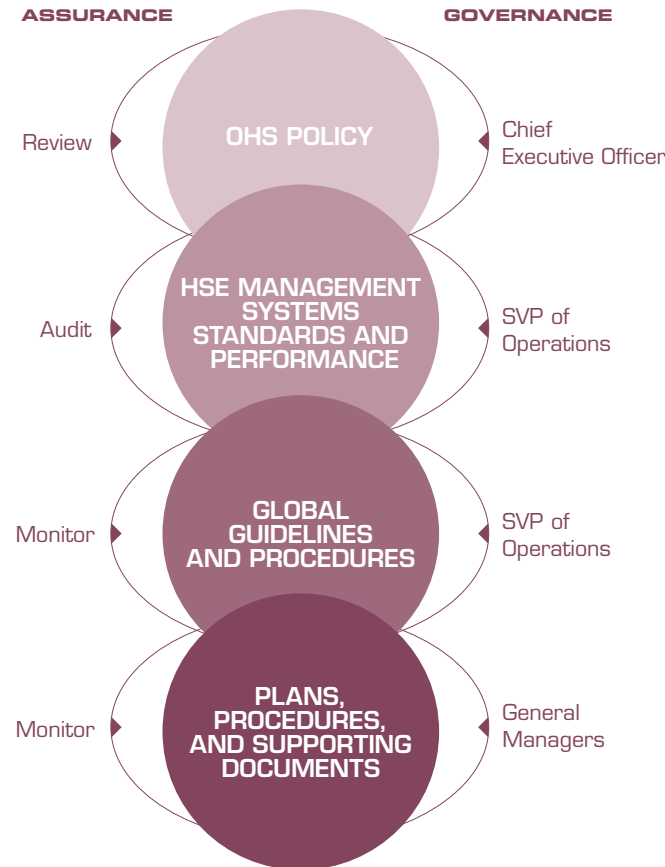 ASSURANCE
GOVERNANCE
OHS POLICY
Review
Chief
Executive Officer
HSE MANAGEMENT
SYSTEMS
STANDARDS AND
PERFORMANCE
Audit
SVP of
Operations
GLOBAL
GUIDELINES
AND PROCEDURES
Monitor
SVP of
Operations
PLANS,
PROCEDURES,
AND SUPPORTING
DOCUMENTS
Monitor
General
Managers